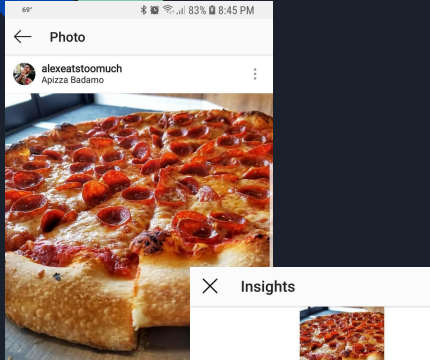 69° 83% 8:45 PM
Photo
alexeatstoomuch
Apizza Badamo
Insights